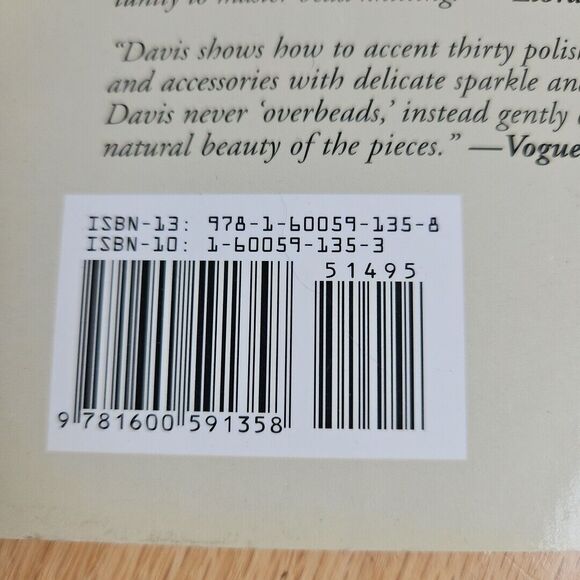 to master
"Davis shows how to accent thirty
and accessories with delicate sparkle
Davis never 'overbeads,' instead gently
natural beauty of the pieces." —Vogue
ISBN-13: 978-1-60059-135-8
ISBN-10: 1-60059-135-3
51495
9 781600 591358